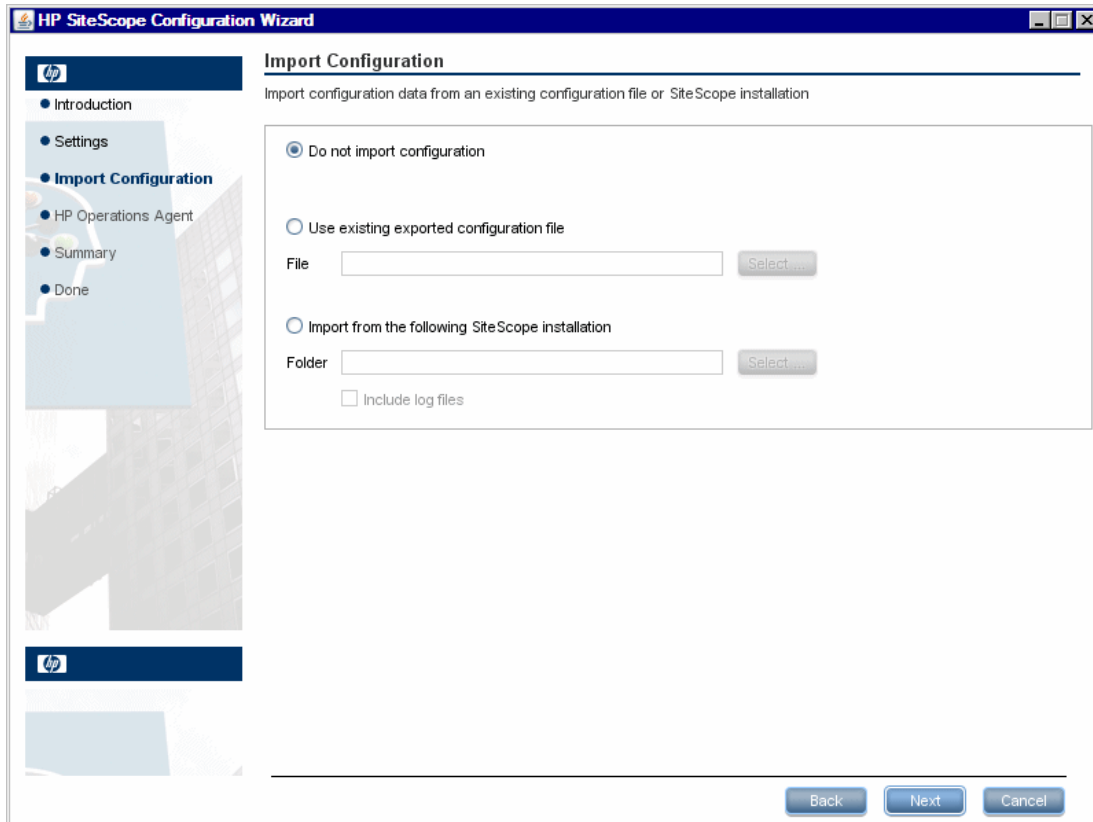 HP SiteScope Configuration Wizard
hp
Introduction
Settings
Import Configuration
HP Operations Agent
Summary
Done
hp
Import Configuration
Import configuration data from an existing configuration file or SiteScope installation
Do not import configuration
Use existing exported configuration file
File
Select ....
Import from the following SiteScope installation
Folder
Select ....
Include log files
Back Next Cancel